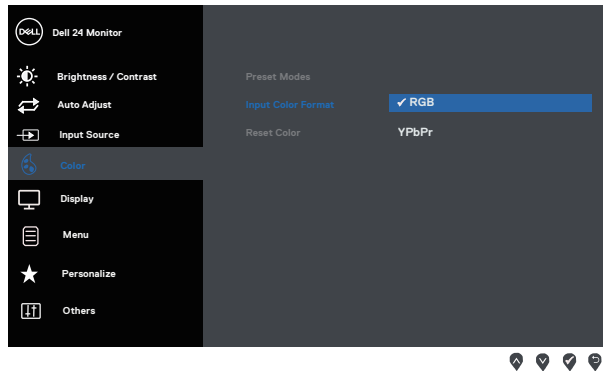 DELL
Dell 24 Monitor
Brightness / Contrast
Auto Adjust
Input Source
Color
Display
Menu
Personalize
Others
Preset Modes
Input Color Format
Reset Color
RGB
YPbPr